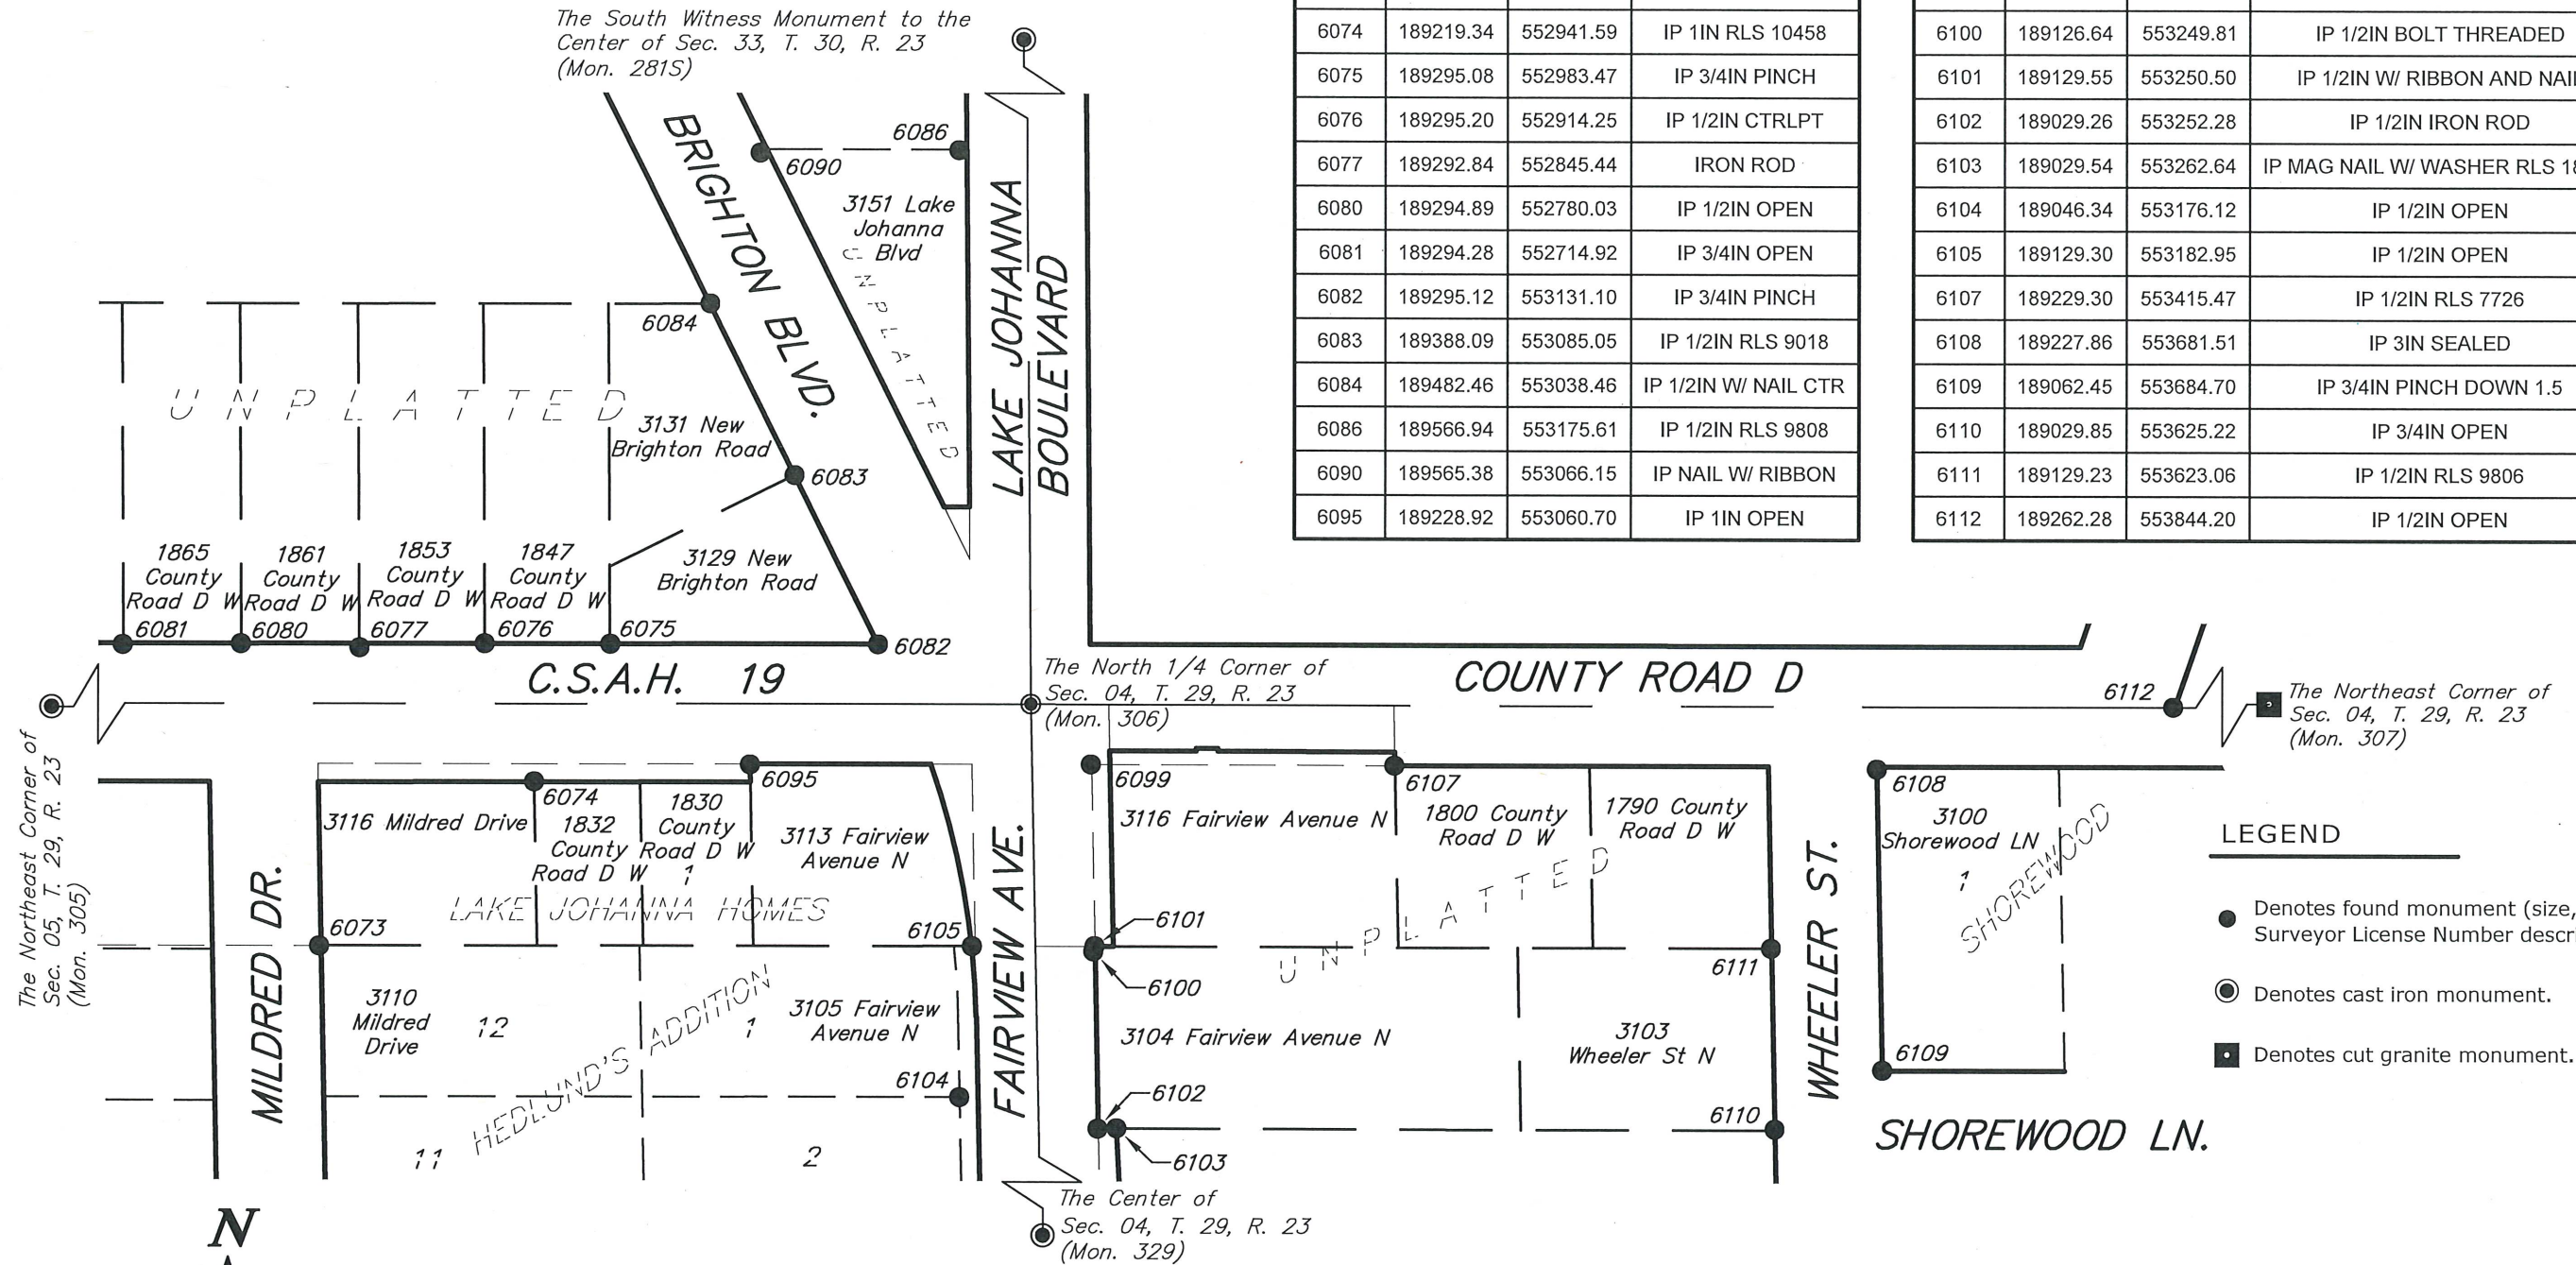 The South Witness Monument to the
Center of Sec. 33, T. 30, R. 23
(Mon. 281S)
6074 189219.34 552941.59 IP 1IN RLS 10458
6075 189295.08 552983.47 IP 3/4IN PINCH
6076 189295.20 552914.25 IP 1/2IN CTRLPT
6077 189292.84 552845.44 IRON ROD
6080 189294.89 552780.03 IP 1/2IN OPEN
6081 189294.28 552714.92 IP 3/4IN OPEN
6082 189295.12 553131.10 IP 3/4IN PINCH
6083 189388.09 553085.05 IP 1/2IN RLS 9018
6084 189482.46 553038.46 IP 1/2IN W/ NAIL CTR
6086 189566.94 553175.61 IP 1/2IN RLS 9808
6090 189565.38 553066.15 IP NAIL W/ RIBBON
6095 189228.92 553060.70 IP 1IN OPEN
6100 189126.64 553249.81 IP 1/2IN BOLT THREADED
6101 189129.55 553250.50 IP 1/2IN W/ RIBBON AND
6102 189029.26 553252.28 IP 1/2IN IRON ROD
6103 189029.54 553262.64 IP MAG NAIL W/ WASHER RLS
6104 189046.34 553176.12 IP 1/2IN OPEN
6105 189129.30 553182.95 IP 1/2IN OPEN
6107 189229.30 553415.47 IP 1/2IN RLS 7726
6108 189227.86 553681.51 IP 3IN SEALED
6109 189062.45 553684.70 IP 3/4IN PINCH DOWN 1.5
6110 189029.85 553625.22 IP 3/4IN OPEN
6111 189129.23 553623.06 IP 1/2IN RLS 9806
6112 189262.28 553844.20 IP 1/2IN OPEN
BRIGHTON BLVD.
6086
6090
3151 Lake
Johanna
Blvd
UNPLATTED
LAKE JOHANNA
BOULEVARD
6084
UNPLATTED
3131 New
Brighton Road
6083
1865
County
Road D W
1861
County
Road D W
1853
County
Road D W
1847
County
Road D W
3129 New
Brighton Road
6081
6080
6077
6076
6075
6082
C.S.A.H. 19
The North 1/4 Corner of
Sec. 04, T. 29, R. 23
(Mon. 306)
COUNTY ROAD D
6112
The Northeast Corner of
Sec. 04, T. 29, R. 23
(Mon. 307)
The Northeast Corner of
Sec. 05, T. 29, R. 23
(Mon. 305)
MILDRED DR.
6095
6074
3116 Mildred Drive
1832
County
Road D W
1830
County
Road D W
1
3113 Fairview
Avenue N
LAKE JOHANNA HOMES
6073
6105
3110
Mildred
Drive
12
HEDLUND'S ADDITION
1
3105 Fairview
Avenue N
6104
11
2
FAIRVIEW AVE.
6099
3116 Fairview Avenue N
6107
1800 County
Road D W
1790 County
Road D W
6101
6100
UNPLATTED
6111
3104 Fairview Avenue N
3103
Wheeler St N
6102
6103
6110
WHEELER ST.
6108
3100
Shorewood LN
1
SHOREWOOD
6109
SHOREWOOD LN.
The Center of
Sec. 04, T. 29, R. 23
(Mon. 329)
N
LEGEND
Denotes found monument (size,
Surveyor License Number
Denotes cast iron monument.
Denotes cut granite monument.